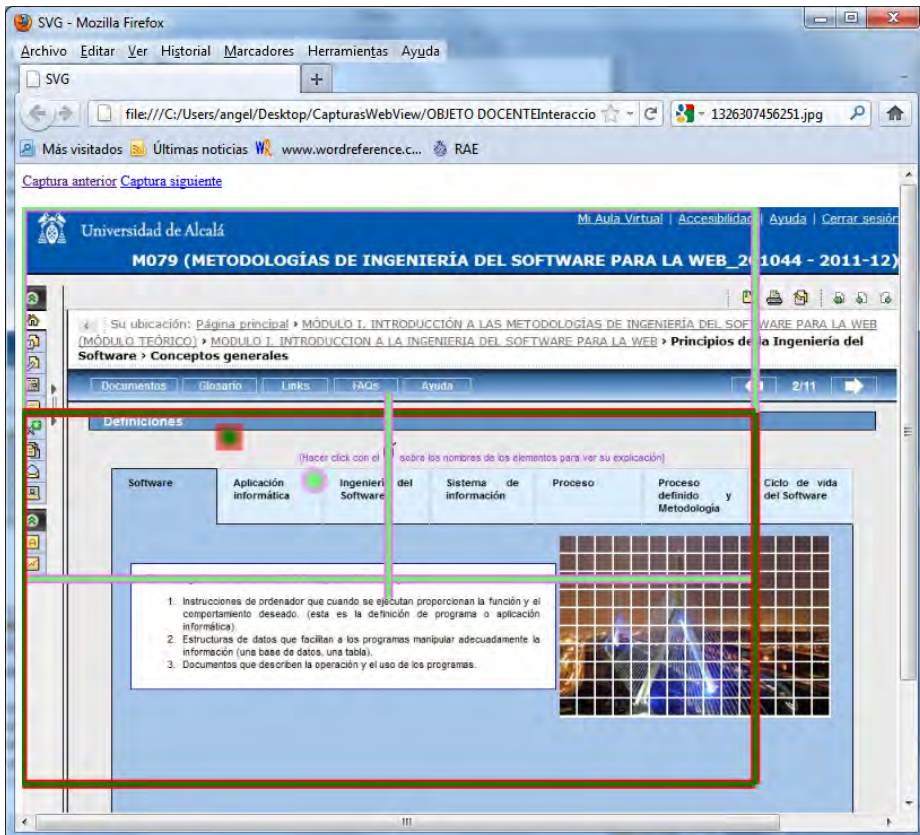 SVG - Mozilla Firefox
Archivo Editar Ver Historial Marcadores Herramientas Ayuda
SVG
file:///C:/Users/angel/Desktop/CapturasWebView/OBJETO DOCENTEInteraccio
1326307456251.jpg
Más visitados Últimas noticias www.wordreference.c... RAE
Captura anterior Captura siguiente
Universidad de Alcalá
Mi Aula Virtual | Accesibilidad | Ayuda | Cerrar sesión
M079 (METODOLOGÍAS DE INGENIERÍA DEL SOFTWARE PARA LA WEB_201044 - 2011-12)
Su ubicación: Página principal › MÓDULO I. INTRODUCCIÓN A LAS METODOLOGÍAS DE INGENIERÍA DEL SOFTWARE PARA LA WEB
(MÓDULO TEÓRICO) › MODULO I. INTRODUCCION A LA INGENIERIA DEL SOFTWARE PARA LA WEB › Principios de la Ingeniería del
Software › Conceptos generales
Documentos Glosario Links FAQs Ayuda 2/11
Definiciones
(Hacer click con el sobre los nombres de los elementos para ver su explicación)
Software
Aplicación informática
Ingeniería del Software
Sistema de información
Proceso
Proceso definido y Metodología
Ciclo de vida del Software
1. Instrucciones de ordenador que cuando se ejecutan proporcionan la función y el
comportamiento deseado. (esta es la definición de programa o aplicación
informática).
2. Estructuras de datos que facilitan a los programas manipular adecuadamente la
información (una base de datos, una tabla).
3. Documentos que describen la operación y el uso de los programas.